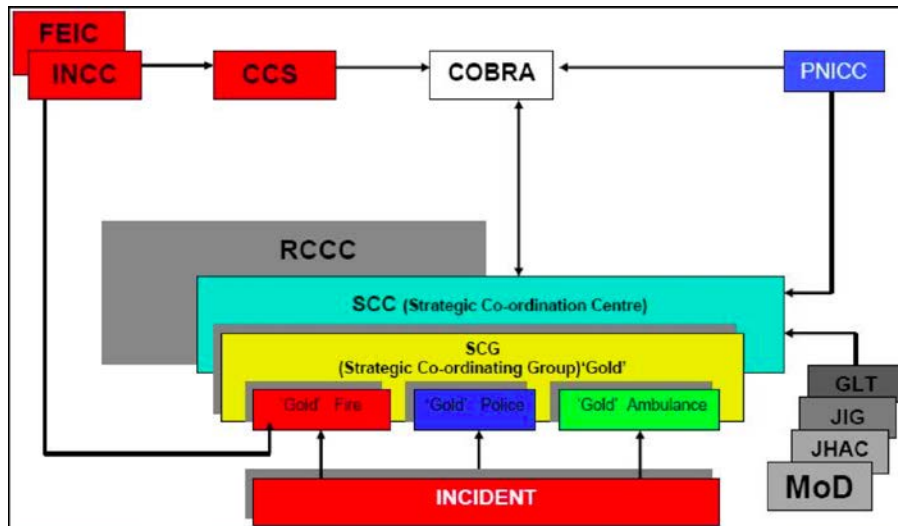 FEIC
INCC
CCS
COBRA
PNICC
RCCC
SCC (Strategic Co-ordination Centre)
SCG
(Strategic Co-ordinating Group)‘Gold’
‘Gold’ Fire
‘Gold’ Police
‘Gold’ Ambulance
GLT
JIG
JHAC
MoD
INCIDENT